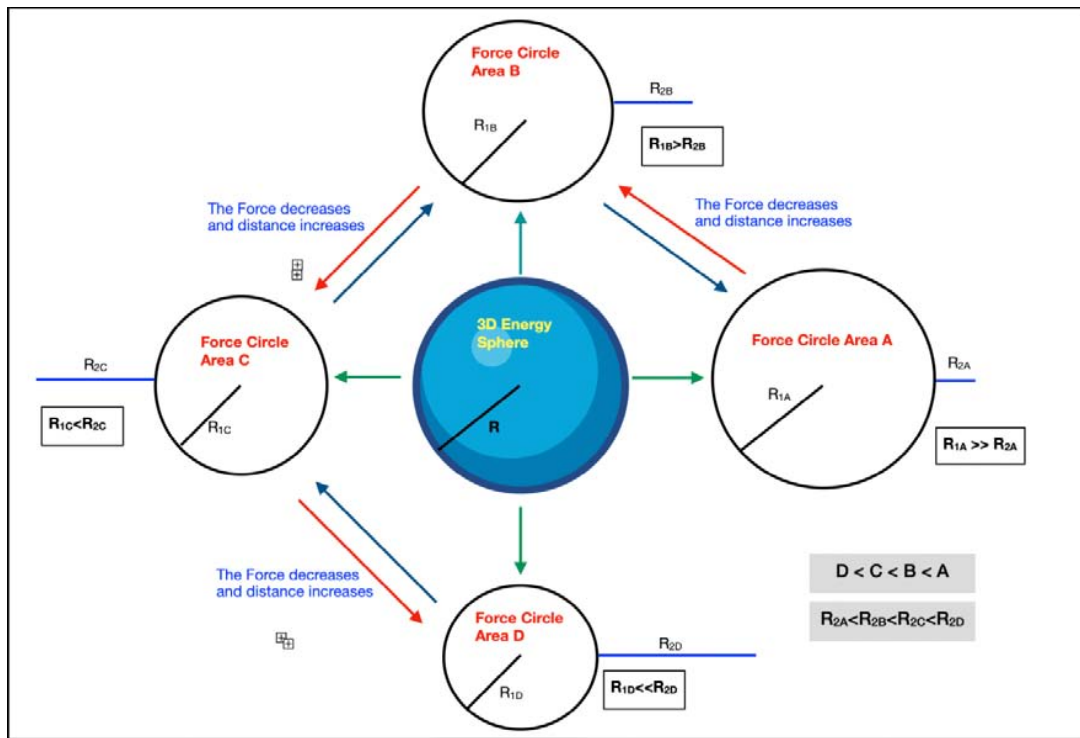 Force Circle
Area B
R2B
R1B
R1B>R2B
The Force decreases
and distance increases
The Force decreases
and distance increases
3D Energy
Sphere
R
Force Circle
Area C
R2C
R1C
R1C<R2C
Force Circle Area A
R2A
R1A
R1A >> R2A
The Force decreases
and distance increases
Force Circle
Area D
R2D
R1D
R1D<<R2D
D < C < B < A
R2A<R2B<R2C<R2D